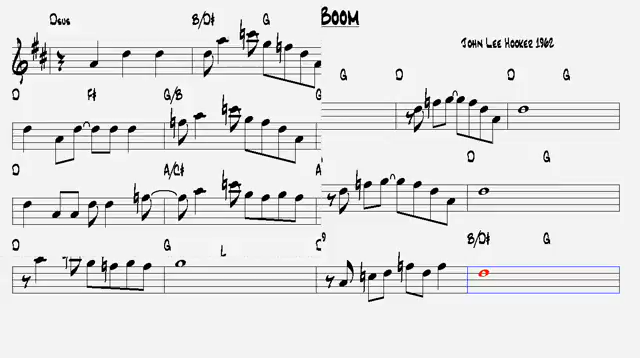 Dsus B/D# G BOOM
JOHN LEE HOOKER 1962
G D D G
D F# G/B G
D G
D A/C# A
D G L C9
B/D# G